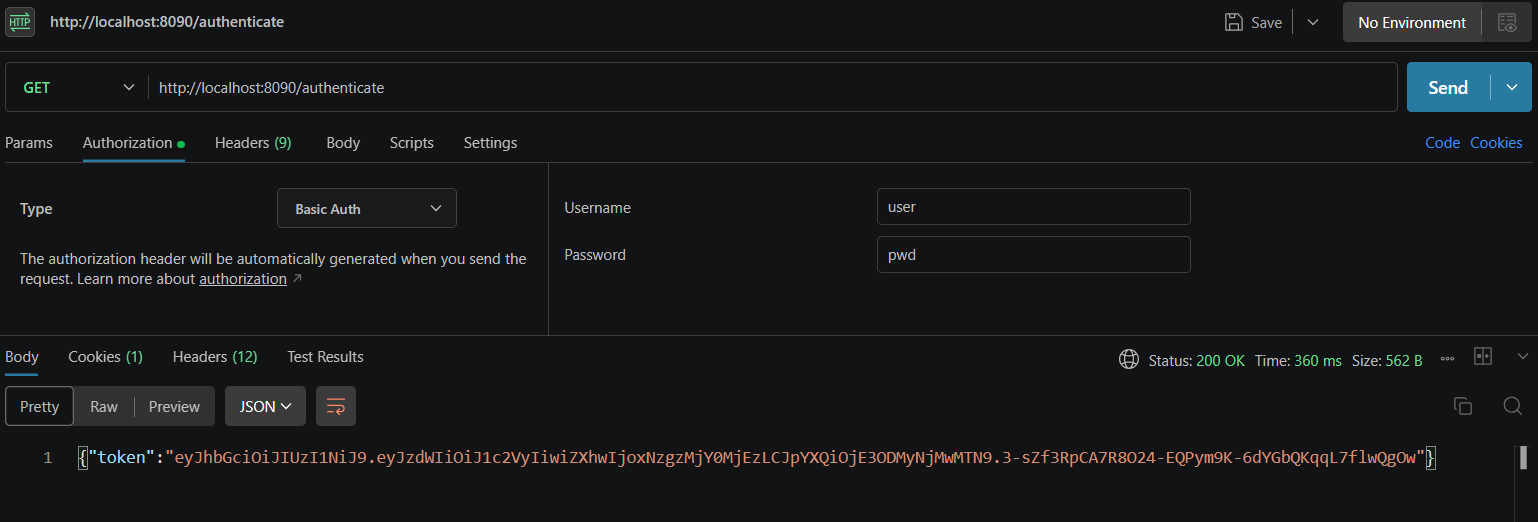 HTTP http://localhost:8090/authenticate Save No Environment
GET http://localhost:8090/authenticate Send
Params Authorization Headers (9) Body Scripts Settings Code Cookies
Type Basic Auth
The authorization header will be automatically generated when you send the
request. Learn more about authorization ↗
Username user
Password pwd
Body Cookies (1) Headers (12) Test Results Status: 200 OK Time: 360 ms Size: 562 B
Pretty Raw Preview JSON
1 {"token":"eyJhbGciOiJIUzI1NiJ9.eyJzdWIiOiJ1c2VyIiwiZXhwIjoxNzgzMjY0MjEzLCJpYXQiOjE3ODMyNjMwMTN9.3-sZf3RpCA7R8O24-EQPym9K-6dYGbQKqqL7flwQgOw"}